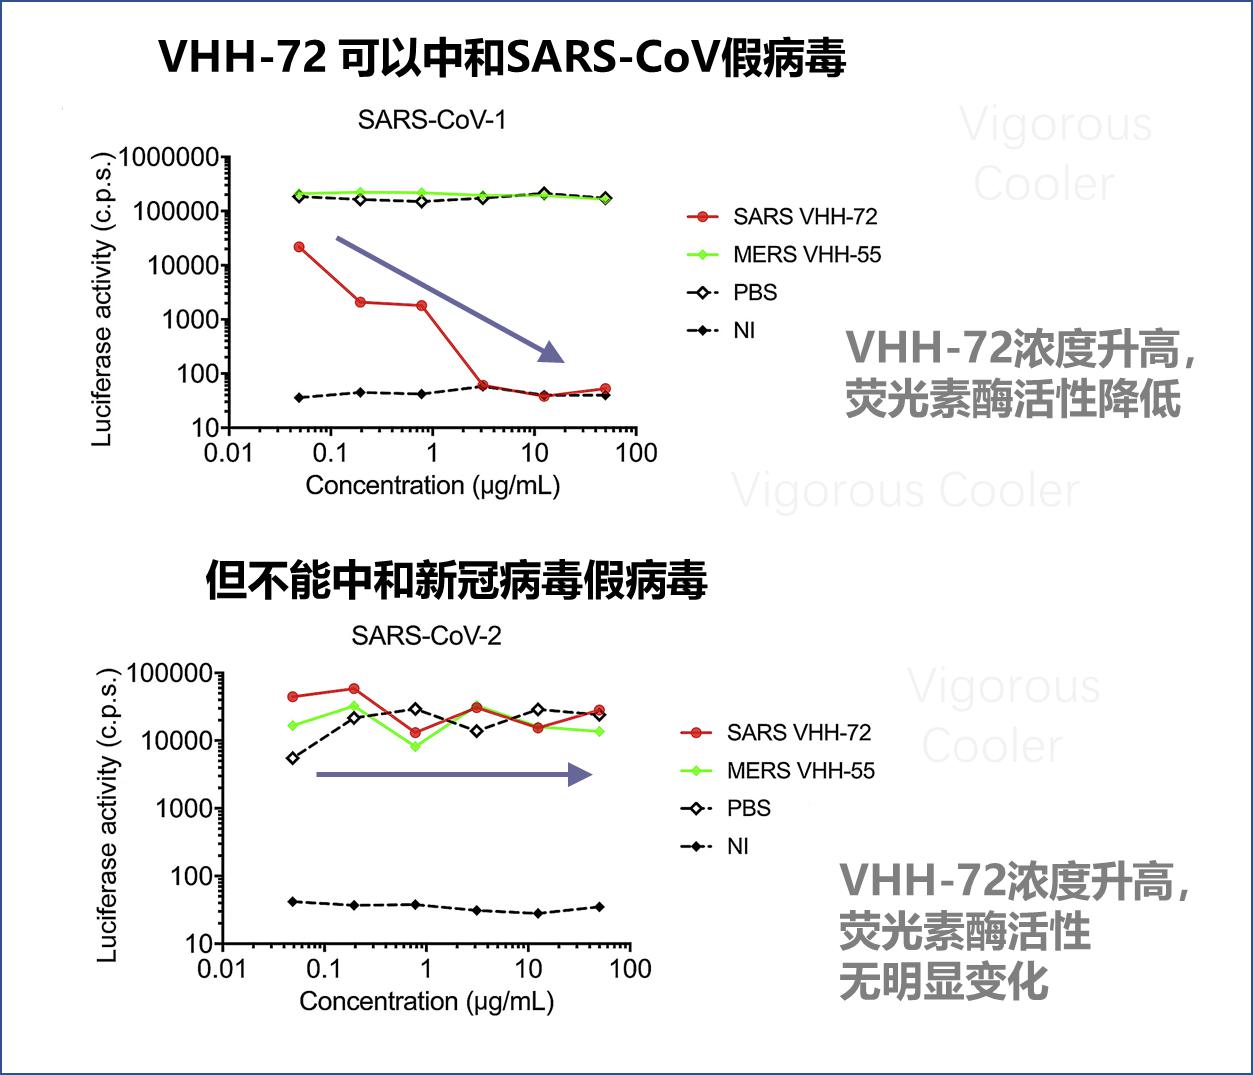 VHH-72 可以中和SARS-CoV假病毒
SARS-CoV-1
Luciferase activity (c.p.s.)
1000000
100000
10000
1000
100
10
0.01 0.1 1 10 100
Concentration (µg/mL)
SARS VHH-72
MERS VHH-55
PBS
NI
Vigorous
Cooler
VHH-72浓度升高,
荧光素酶活性降低
Vigorous Cooler
但不能中和新冠病毒假病毒
SARS-CoV-2
Luciferase activity (c.p.s.)
100000
10000
1000
100
10
0.01 0.1 1 10 100
Concentration (µg/mL)
SARS VHH-72
MERS VHH-55
PBS
NI
Vigorous
Cooler
VHH-72浓度升高,
荧光素酶活性
无明显变化